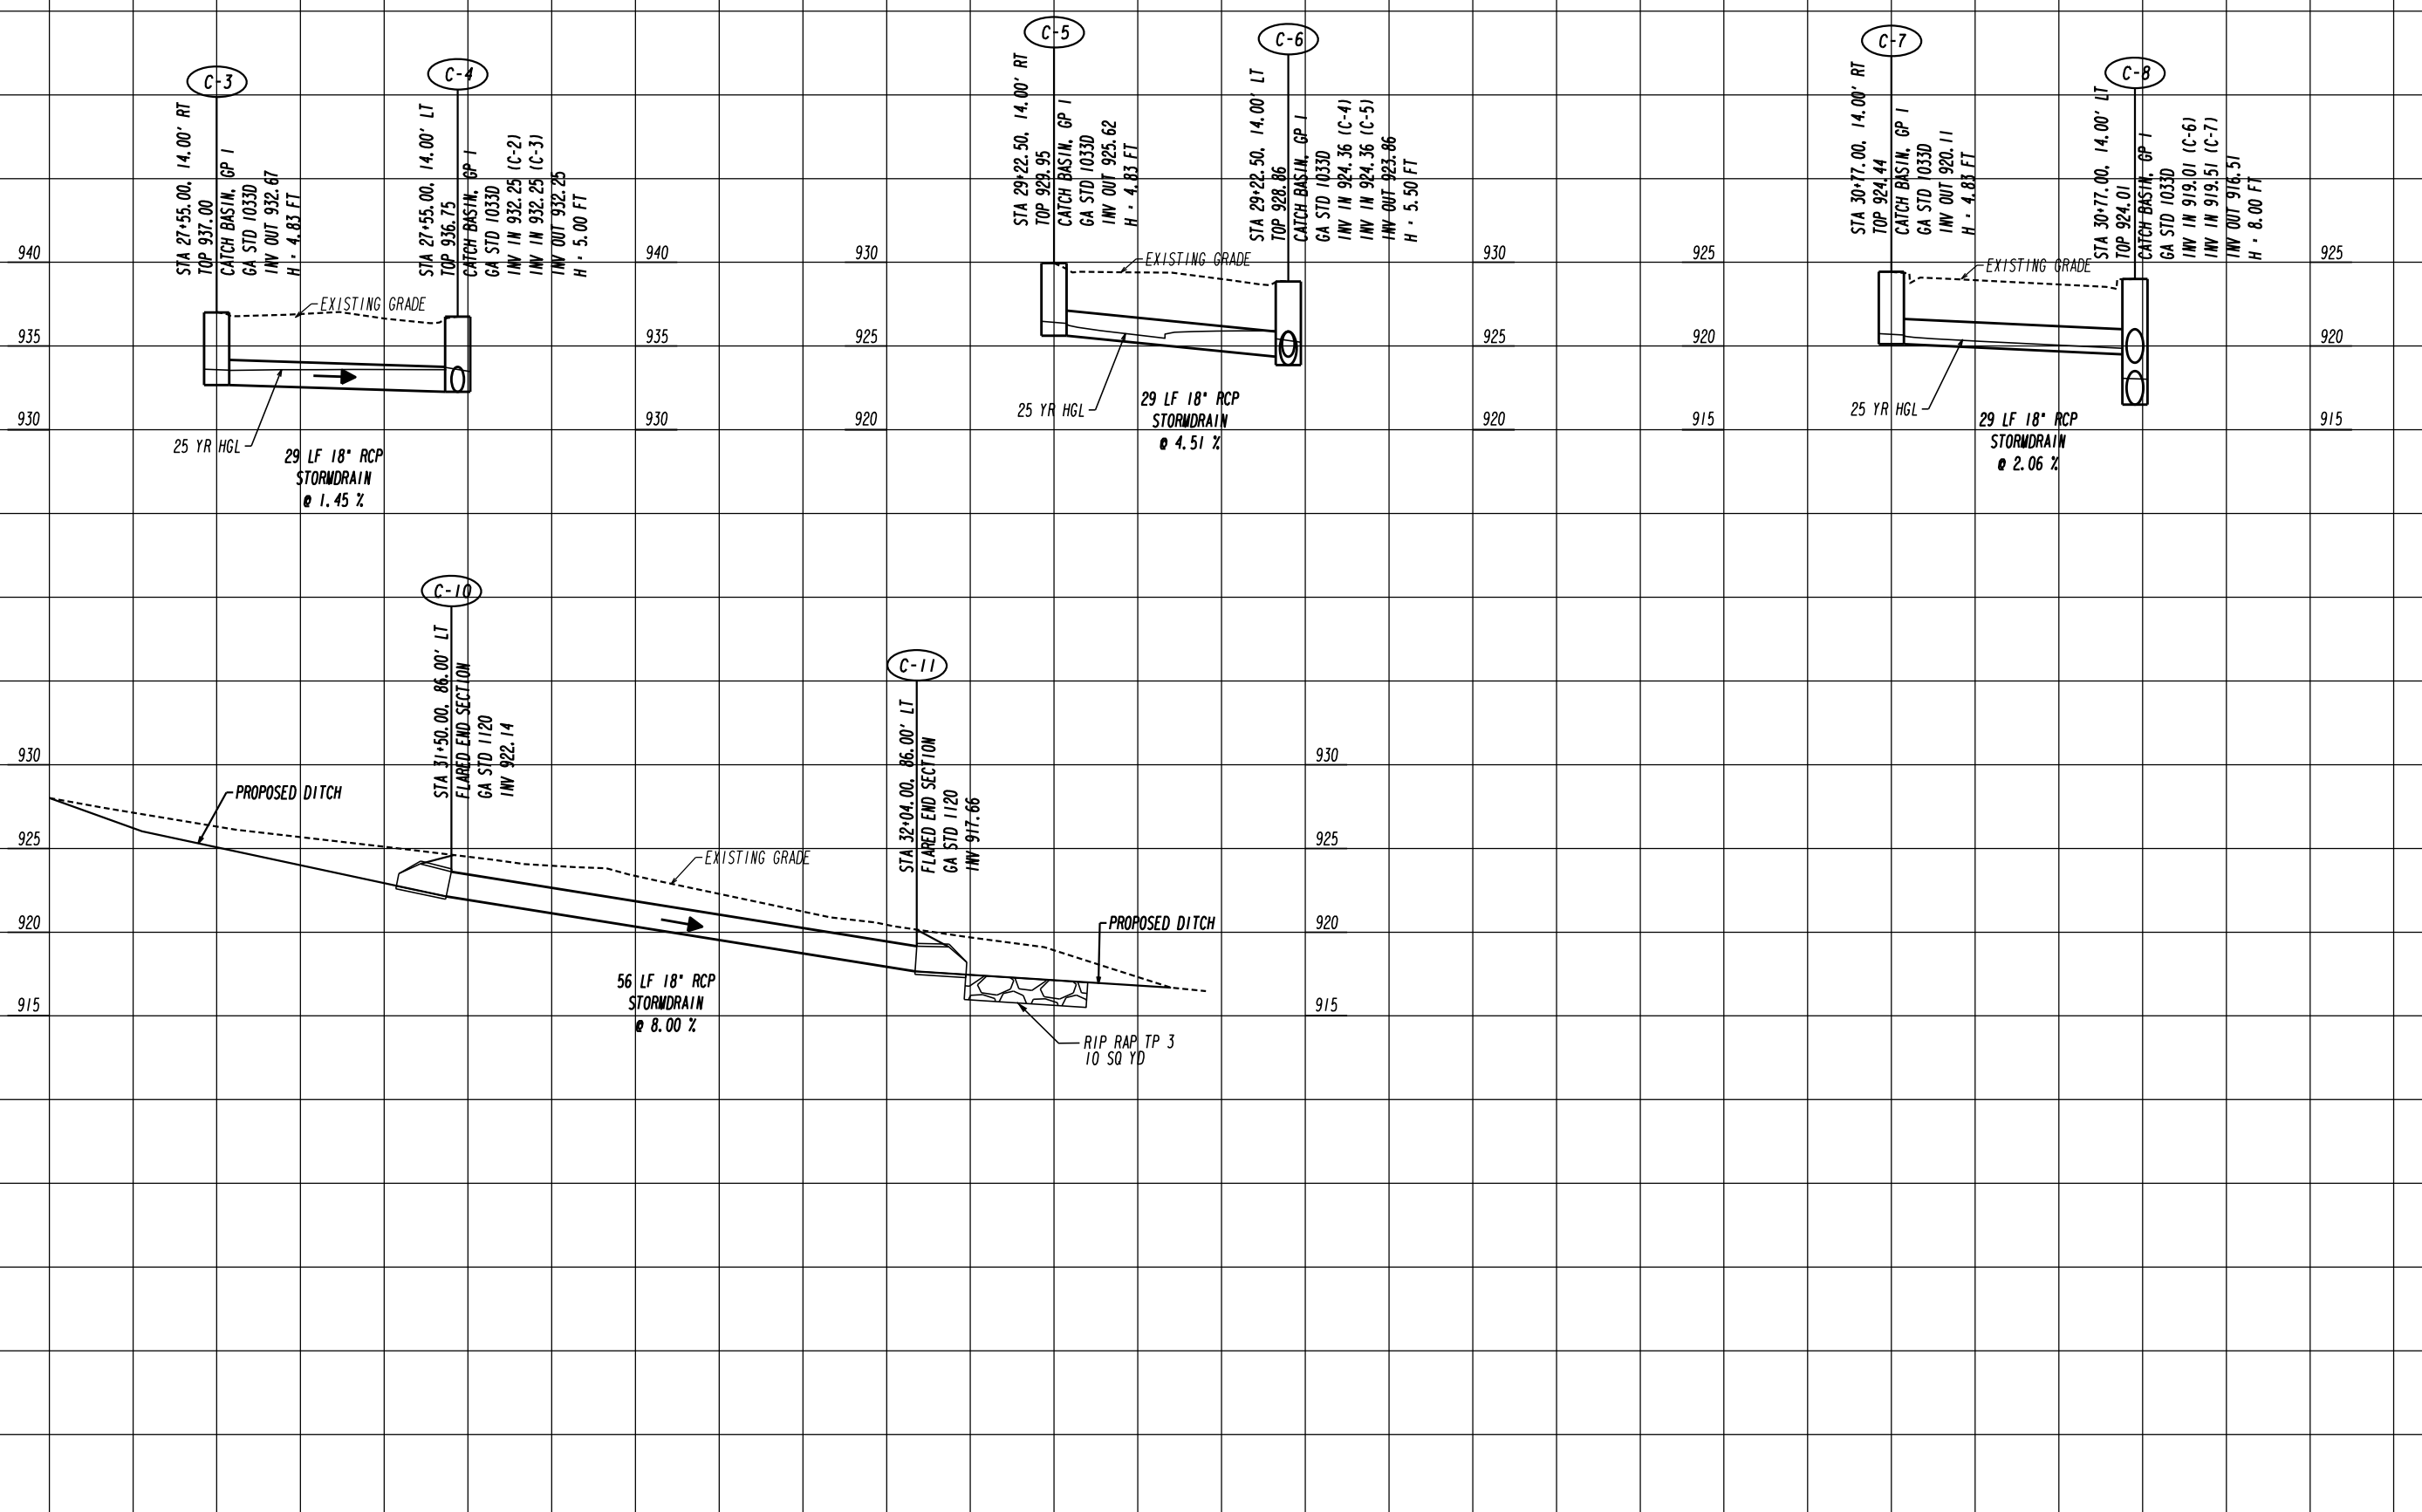 C-3
STA 27+55.00, 14.00' RT
TOP 937.00
CATCH BASIN, GP 1
GA STD 1033D
INV OUT 932.67
H = 4.83 FT
C-4
STA 27+55.00, 14.00' LT
TOP 936.75
CATCH BASIN, GP 1
GA STD 1033D
INV IN 932.25 (C-2)
INV IN 932.25 (C-3)
INV OUT 932.25
H = 5.00 FT
940
940
935
935
930
930
EXISTING GRADE
25 YR HGL
29 LF 18" RCP
STORMDRAIN
@ 1.45 %
C-5
STA 29+22.50, 14.00' RT
TOP 929.95
CATCH BASIN, GP 1
GA STD 1033D
INV OUT 925.62
H = 4.83 FT
C-6
STA 29+22.50, 14.00' LT
TOP 928.86
CATCH BASIN, GP 1
GA STD 1033D
INV IN 924.36 (C-4)
INV IN 924.36 (C-5)
INV OUT 923.86
H = 5.50 FT
930
930
925
925
920
920
EXISTING GRADE
25 YR HGL
29 LF 18" RCP
STORMDRAIN
@ 4.51 %
C-7
STA 30+77.00, 14.00' RT
TOP 924.44
CATCH BASIN, GP 1
GA STD 1033D
INV OUT 920.11
H = 4.83 FT
C-8
STA 30+77.00, 14.00' LT
TOP 924.01
CATCH BASIN, GP 1
GA STD 1033D
INV IN 919.01 (C-6)
INV IN 919.51 (C-7)
INV OUT 916.51
H = 8.00 FT
925
925
920
920
915
915
EXISTING GRADE
25 YR HGL
29 LF 18" RCP
STORMDRAIN
@ 2.06 %
C-10
STA 31+50.00, 86.00' LT
FLARED END SECTION
GA STD 1120
INV 922.14
C-11
STA 32+04.00, 86.00' LT
FLARED END SECTION
GA STD 1120
INV 917.66
930
930
925
925
920
920
915
915
PROPOSED DITCH
EXISTING GRADE
PROPOSED DITCH
56 LF 18" RCP
STORMDRAIN
@ 8.00 %
RIP RAP TP 3
10 SQ YD